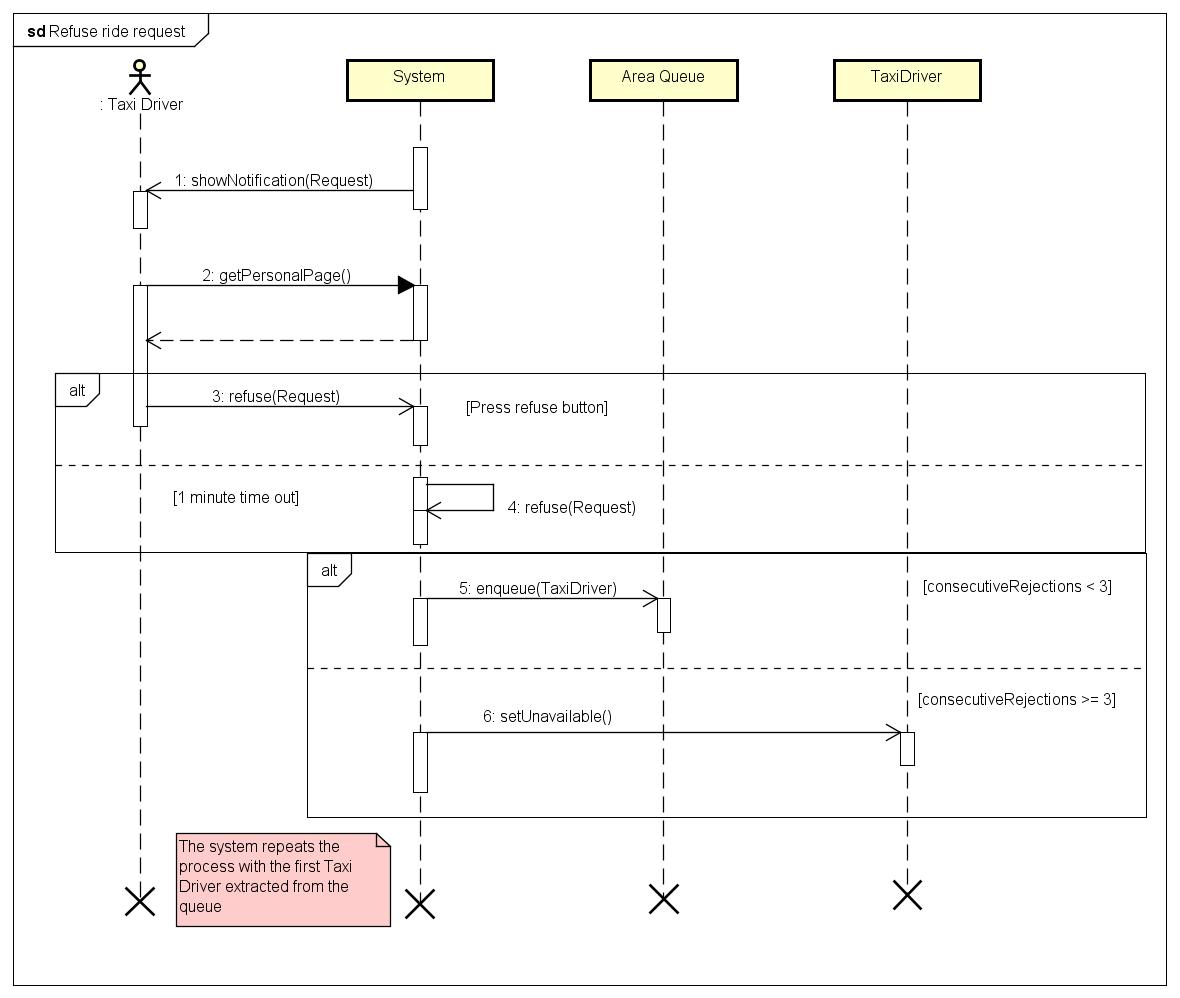 sd Refuse ride request
: Taxi Driver
System
Area Queue
TaxiDriver
1: showNotification(Request)
2: getPersonalPage()
alt
3: refuse(Request)
[Press refuse button]
[1 minute time out]
4: refuse(Request)
alt
5: enqueue(TaxiDriver)
[consecutiveRejections < 3]
[consecutiveRejections >= 3]
6: setUnavailable()
The system repeats the
process with the first Taxi
Driver extracted from the
queue